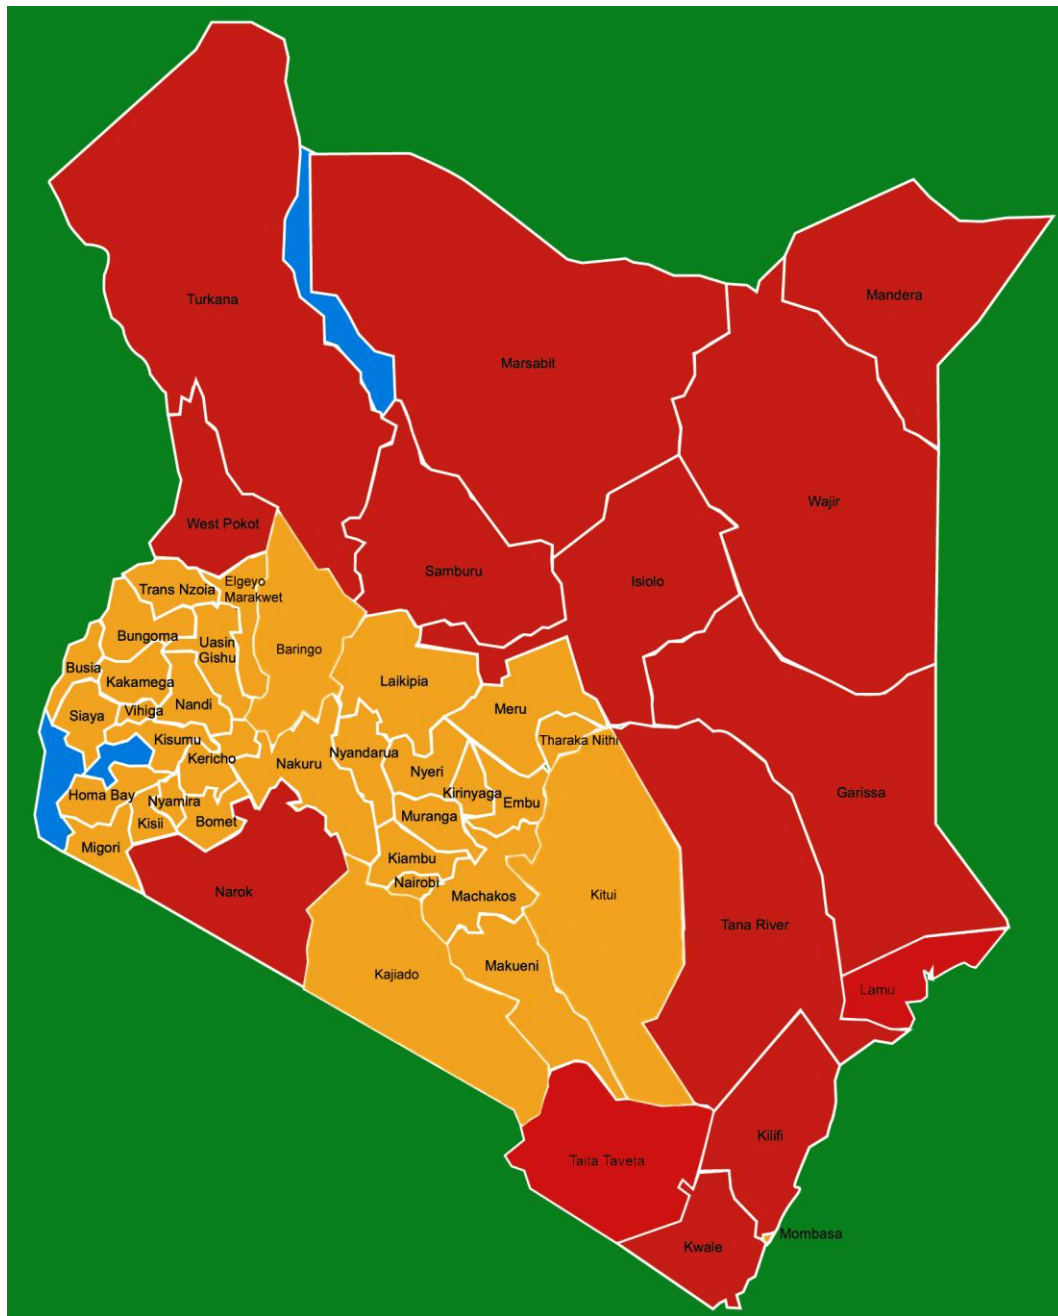 Mandera
Turkana
Marsabit
Wajir
West Pokot
Samburu
Isiolo
Elgeyo
Marakwet
Trans Nzoia
Bungoma
Uasin
Gishu
Baringo
Busia
Kakamega
Laikipia
Nandi
Siaya
Vihiga
Meru
Kisumu
Tharaka Nithi
Nyandarua
Kericho
Nakuru
Nyeri
Garissa
Homa Bay
Nyamira
Kirinyaga
Embu
Muranga
Kisii
Bomet
Migori
Kiambu
Nairobi
Narok
Machakos
Kitui
Tana River
Makueni
Kajiado
Lamu
Kilifi
Taita Taveta
Mombasa
Kwale